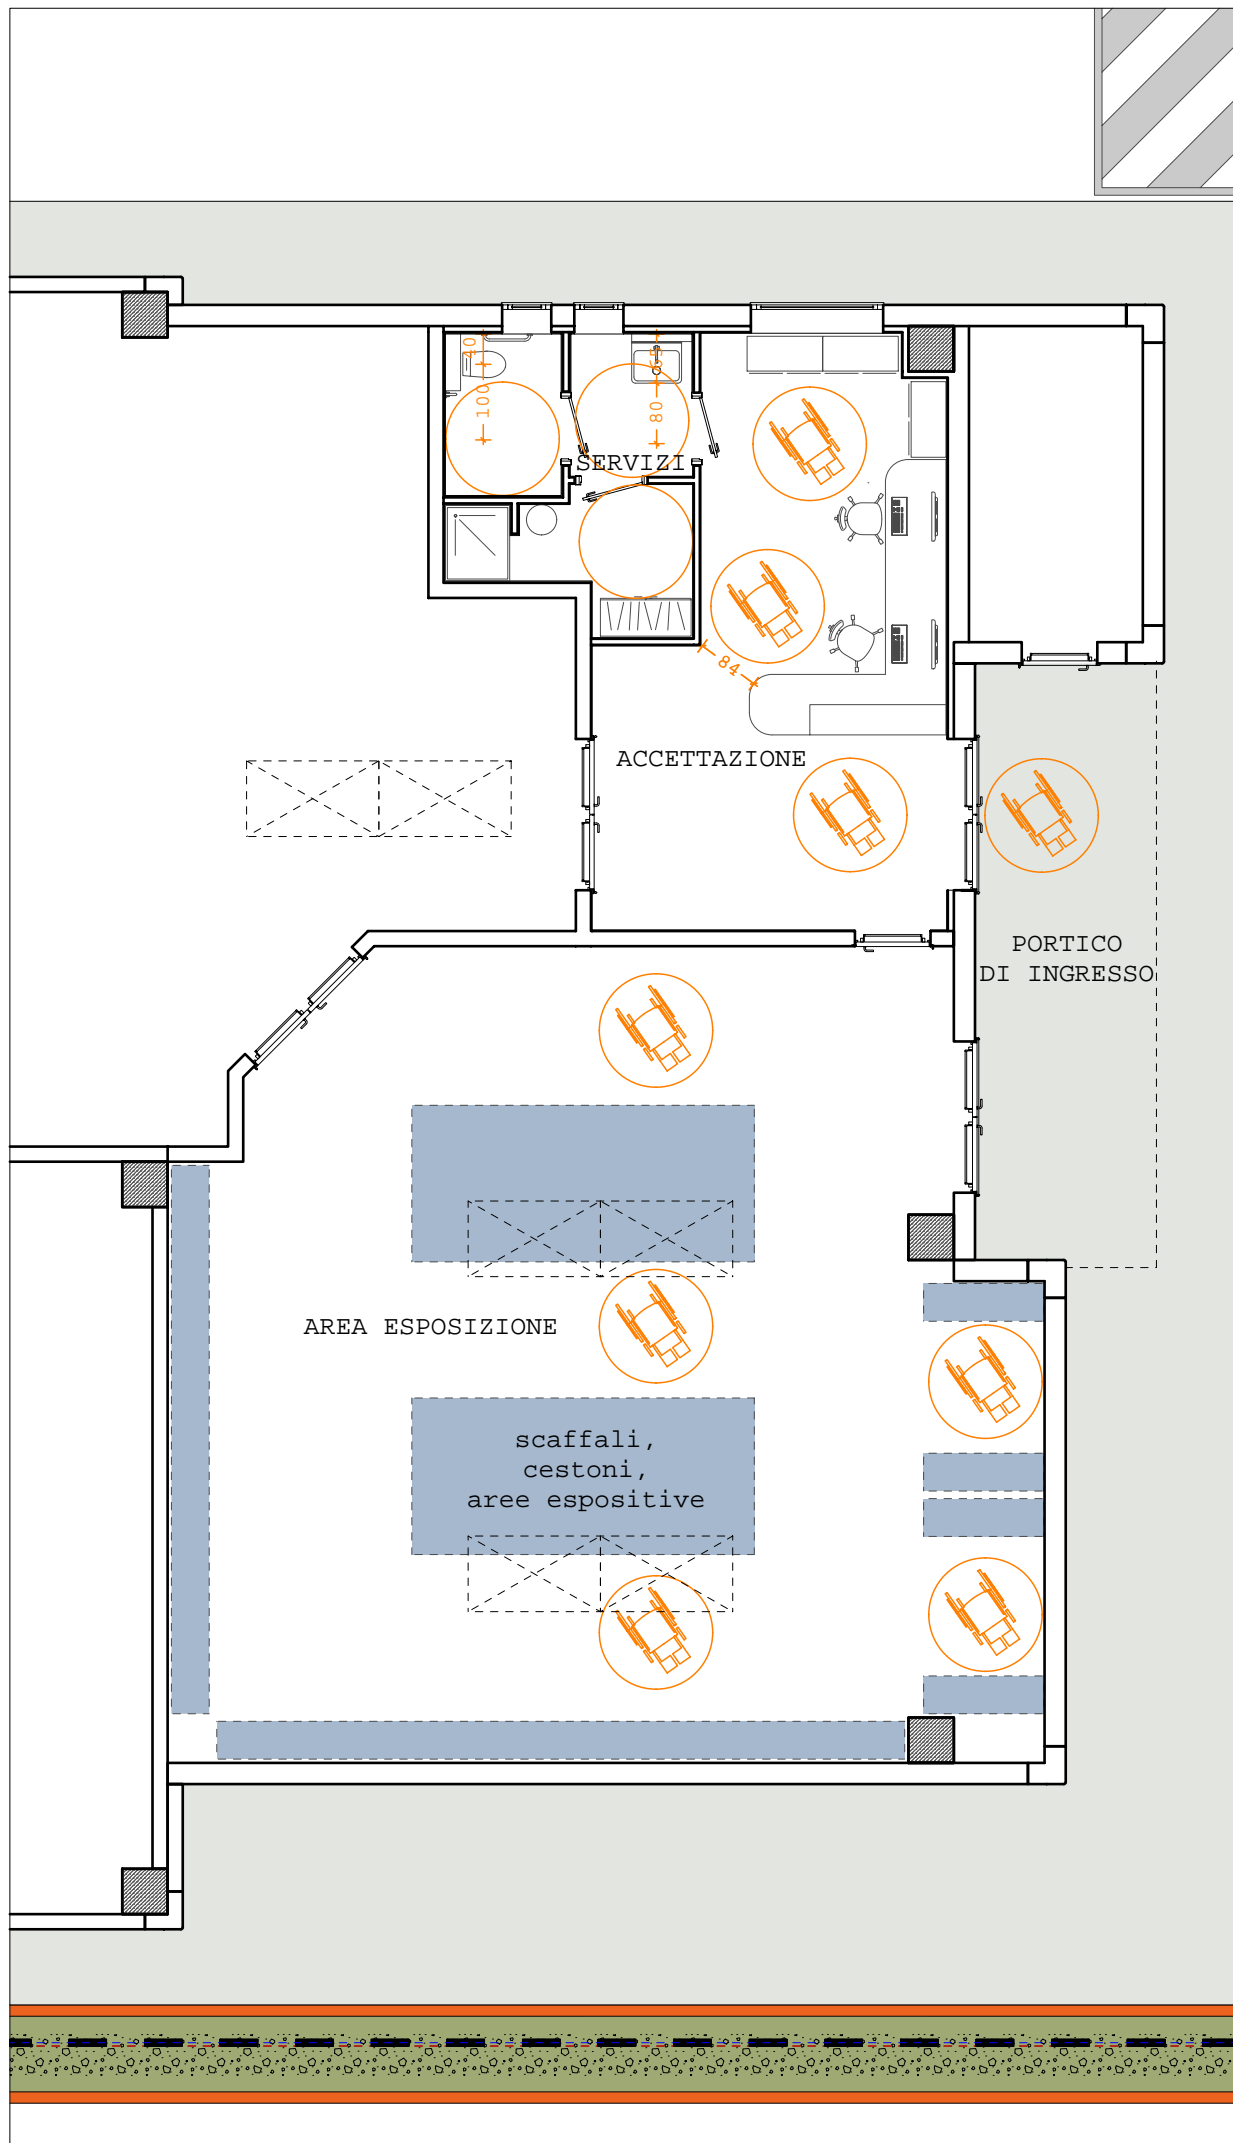 40
100
65
80
SERVIZI
84
ACCETTAZIONE
PORTICO
DI INGRESSO
AREA ESPOSIZIONE
scaffali,
cestoni,
aree espositive